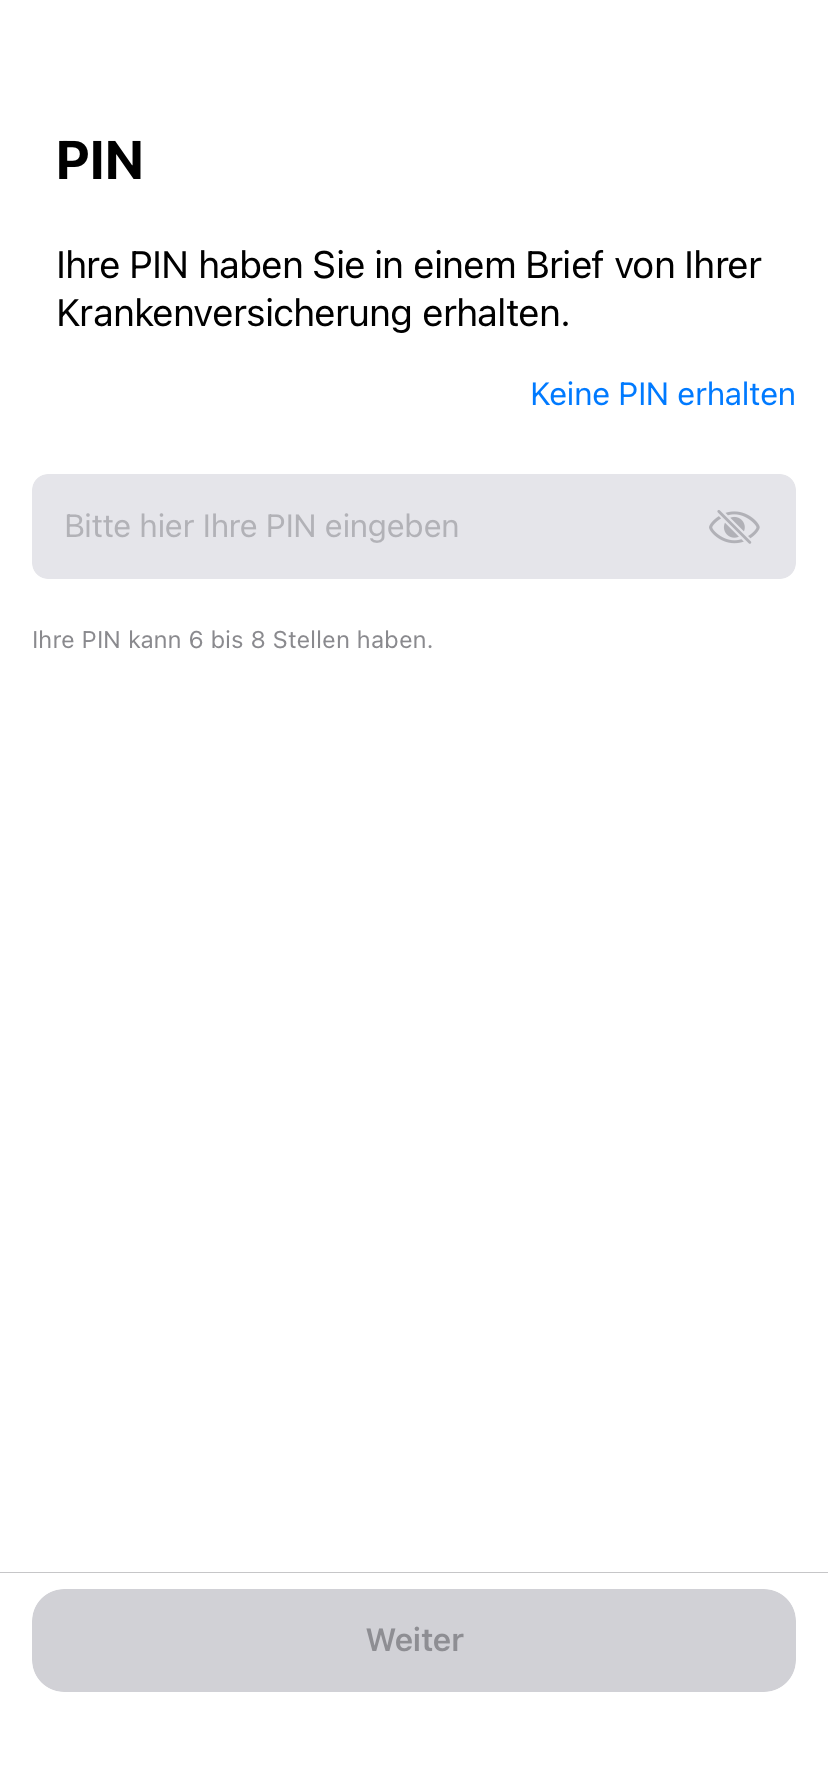 PIN
Ihre PIN haben Sie in einem Brief von Ihrer
Krankenversicherung erhalten.
Keine PIN erhalten
Bitte hier Ihre PIN eingeben
Ihre PIN kann 6 bis 8 Stellen haben.
Weiter